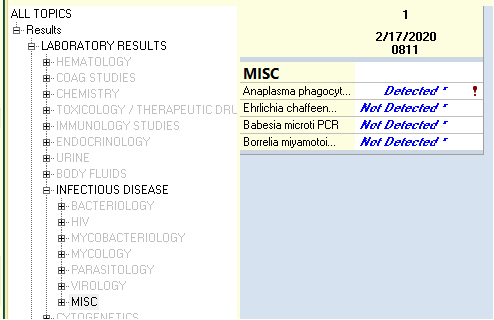 ALL TOPICS
Results
LABORATORY RESULTS
HEMATOLOGY
COAG STUDIES
CHEMISTRY
TOXICOLOGY / THERAPEUTIC DRU
IMMUNOLOGY STUDIES
ENDOCRINOLOGY
URINE
BODY FLUIDS
INFECTIOUS DISEASE
BACTERIOLOGY
HIV
MYCOBACTERIOLOGY
MYCOLOGY
PARASITOLOGY
VIROLOGY
MISC
CYTOGENETICS
1
2/17/2020
0811
MISC
Anaplasma phagocyt... Detected * !
Ehrlichia chaffeen... Not Detected *
Babesia microti PCR Not Detected *
Borrelia miyamotoi... Not Detected *